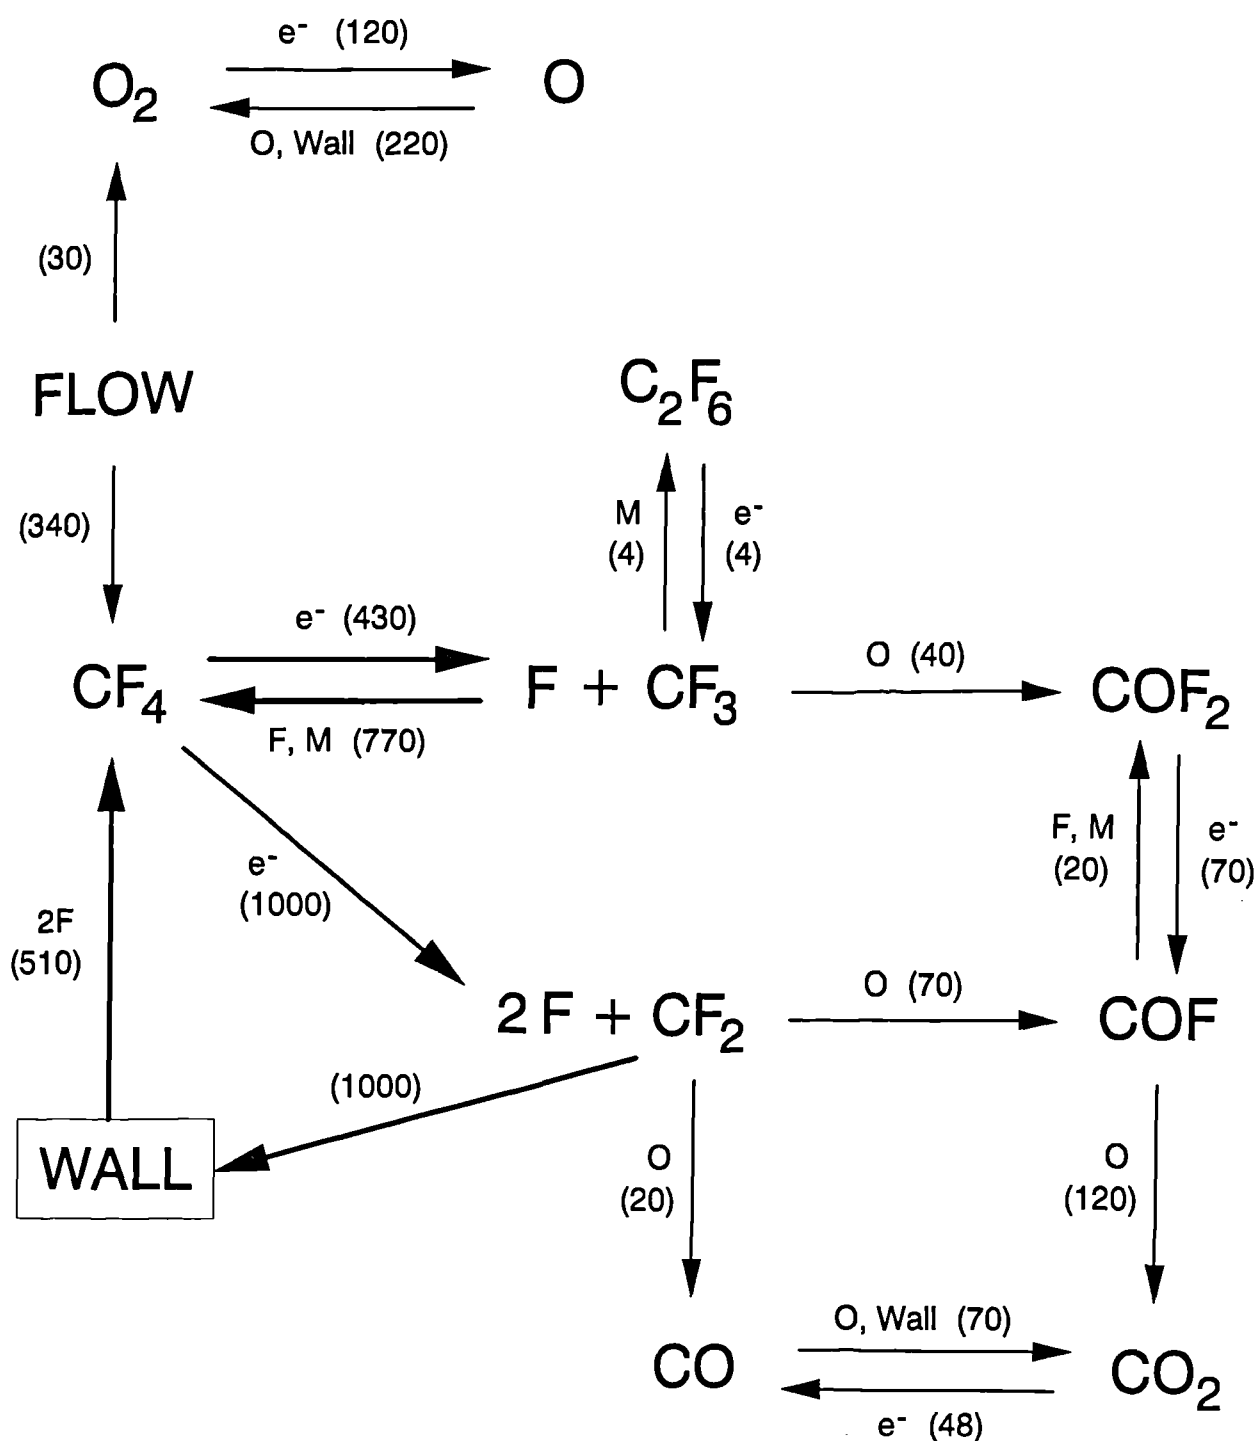 e⁻ (120)
O₂
O
O, Wall (220)
(30)
FLOW
C₂F₆
(340)
M
(4)
e⁻
(4)
e⁻ (430)
O (40)
CF₄
F + CF₃
COF₂
F, M (770)
F, M
(20)
e⁻
(70)
e⁻
(1000)
2F
(510)
O (70)
2 F + CF₂
COF
(1000)
WALL
O
(20)
O
(120)
O, Wall (70)
CO
CO₂
e⁻ (48)